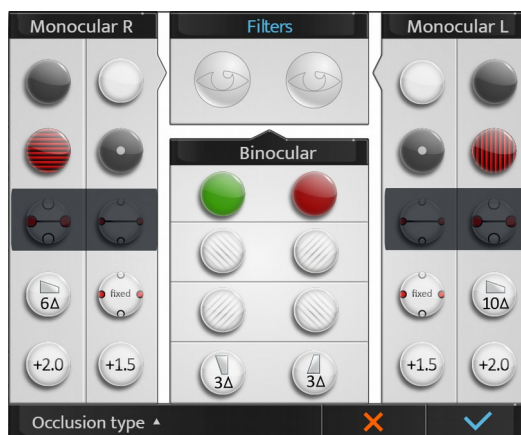 Monocular R
Filters
Monocular L
Binocular
6Δ
fixed
fixed
10Δ
+2.0
+1.5
3Δ
3Δ
+1.5
+2.0
Occlusion type